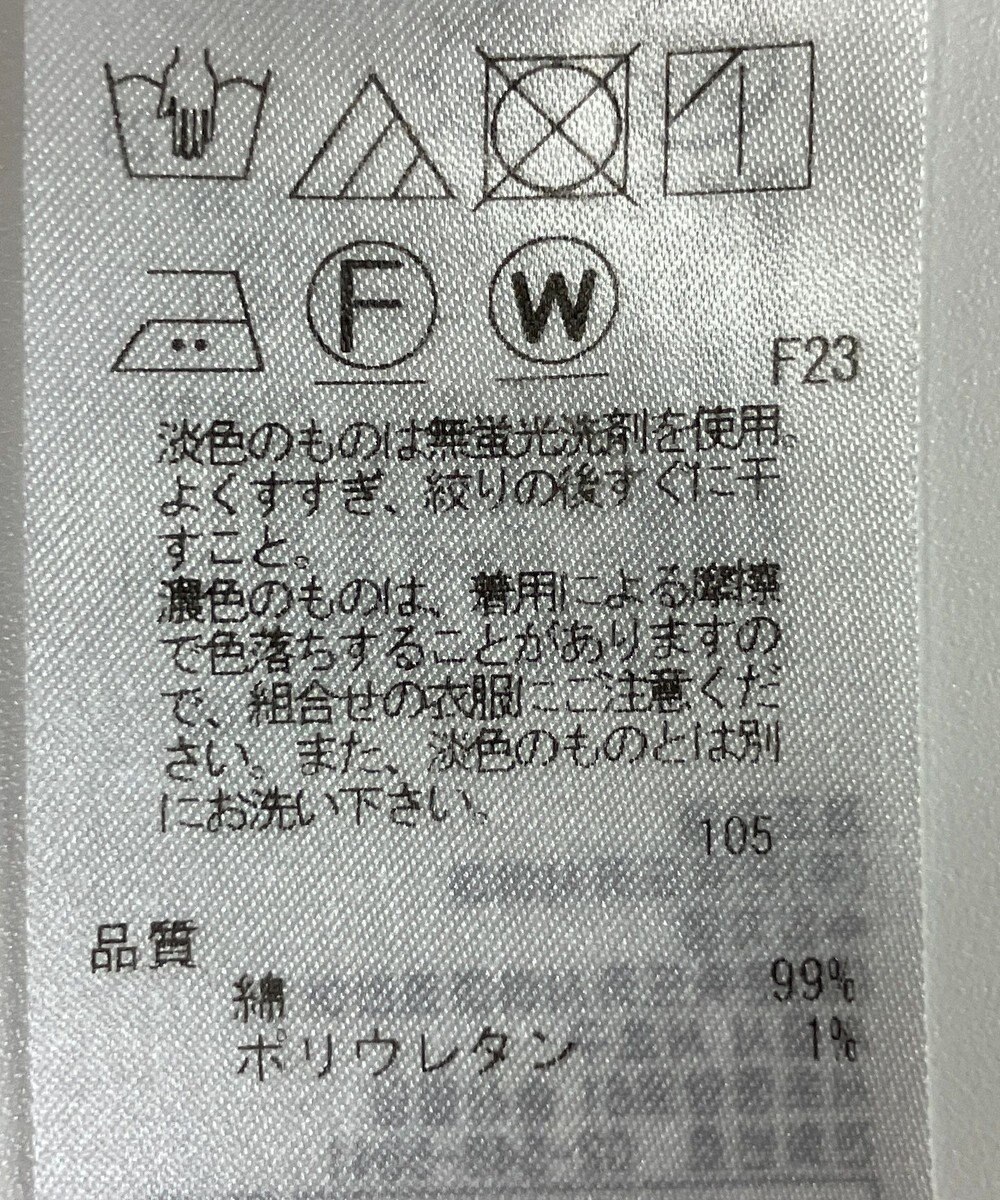 F
W
F23
淡色のものは無蛍光洗剤を使用。
よくすすぎ、絞りの後すぐに干
すこと。
濃色のものは、着用による摩擦
で色落ちすることがありますの
で、組合せの衣服にご注意くだ
さい。また、淡色のものとは別
にお洗い下さい。
105
品質
綿 99%
ポリウレタン 1%